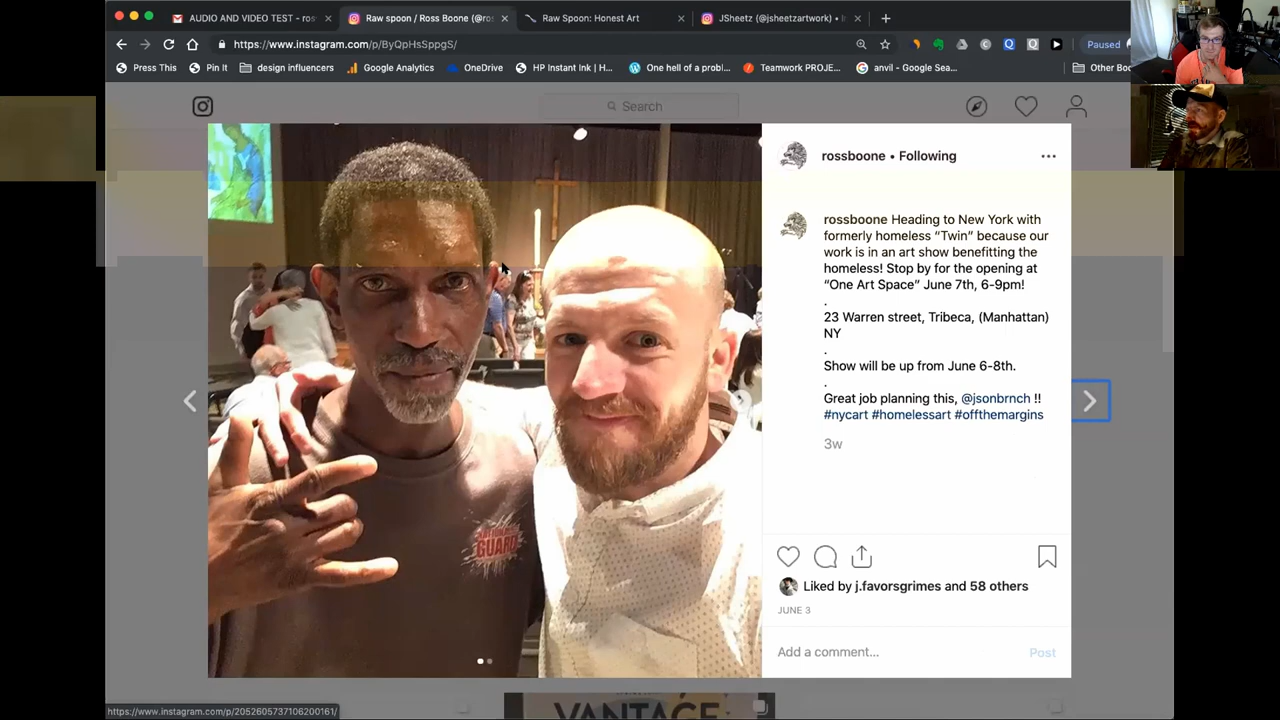 AUDIO AND VIDEO TEST - ros
Raw spoon / Ross Boone (@ros
Raw Spoon: Honest Art
JSheetz (@jsheetzartwork) • I
https://www.instagram.com/p/ByQpHsSppgS/
Paused
Press This
Pin It
design influencers
Google Analytics
OneDrive
HP Instant Ink | H...
One hell of a probl...
Teamwork PROJE...
anvil - Google Sea...
Other Bo
Search
rossboone • Following
rossboone Heading to New York with
formerly homeless “Twin” because our
work is in an art show benefitting the
homeless! Stop by for the opening at
“One Art Space” June 7th, 6-9pm!
.
23 Warren street, Tribeca, (Manhattan)
NY
.
Show will be up from June 6-8th.
.
Great job planning this, @jsonbrnch !!
#nycart #homelessart #offthemargins
3w
GUARD
Liked by j.favorsgrimes and 58 others
JUNE 3
Add a comment...
Post
VANTAGE
https://www.instagram.com/p/2052605737106200161/